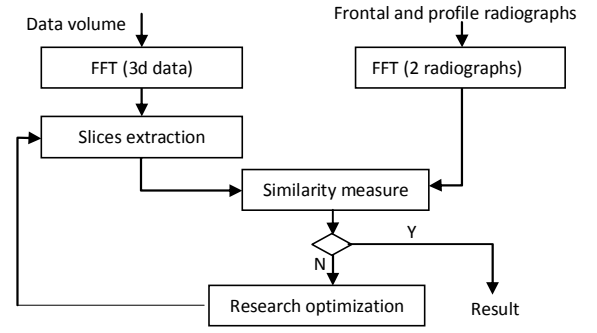 Frontal and profile radiographs
Data volume
FFT (3d data)
FFT (2 radiographs)
Slices extraction
Similarity measure
Y
N
Research optimization
Result